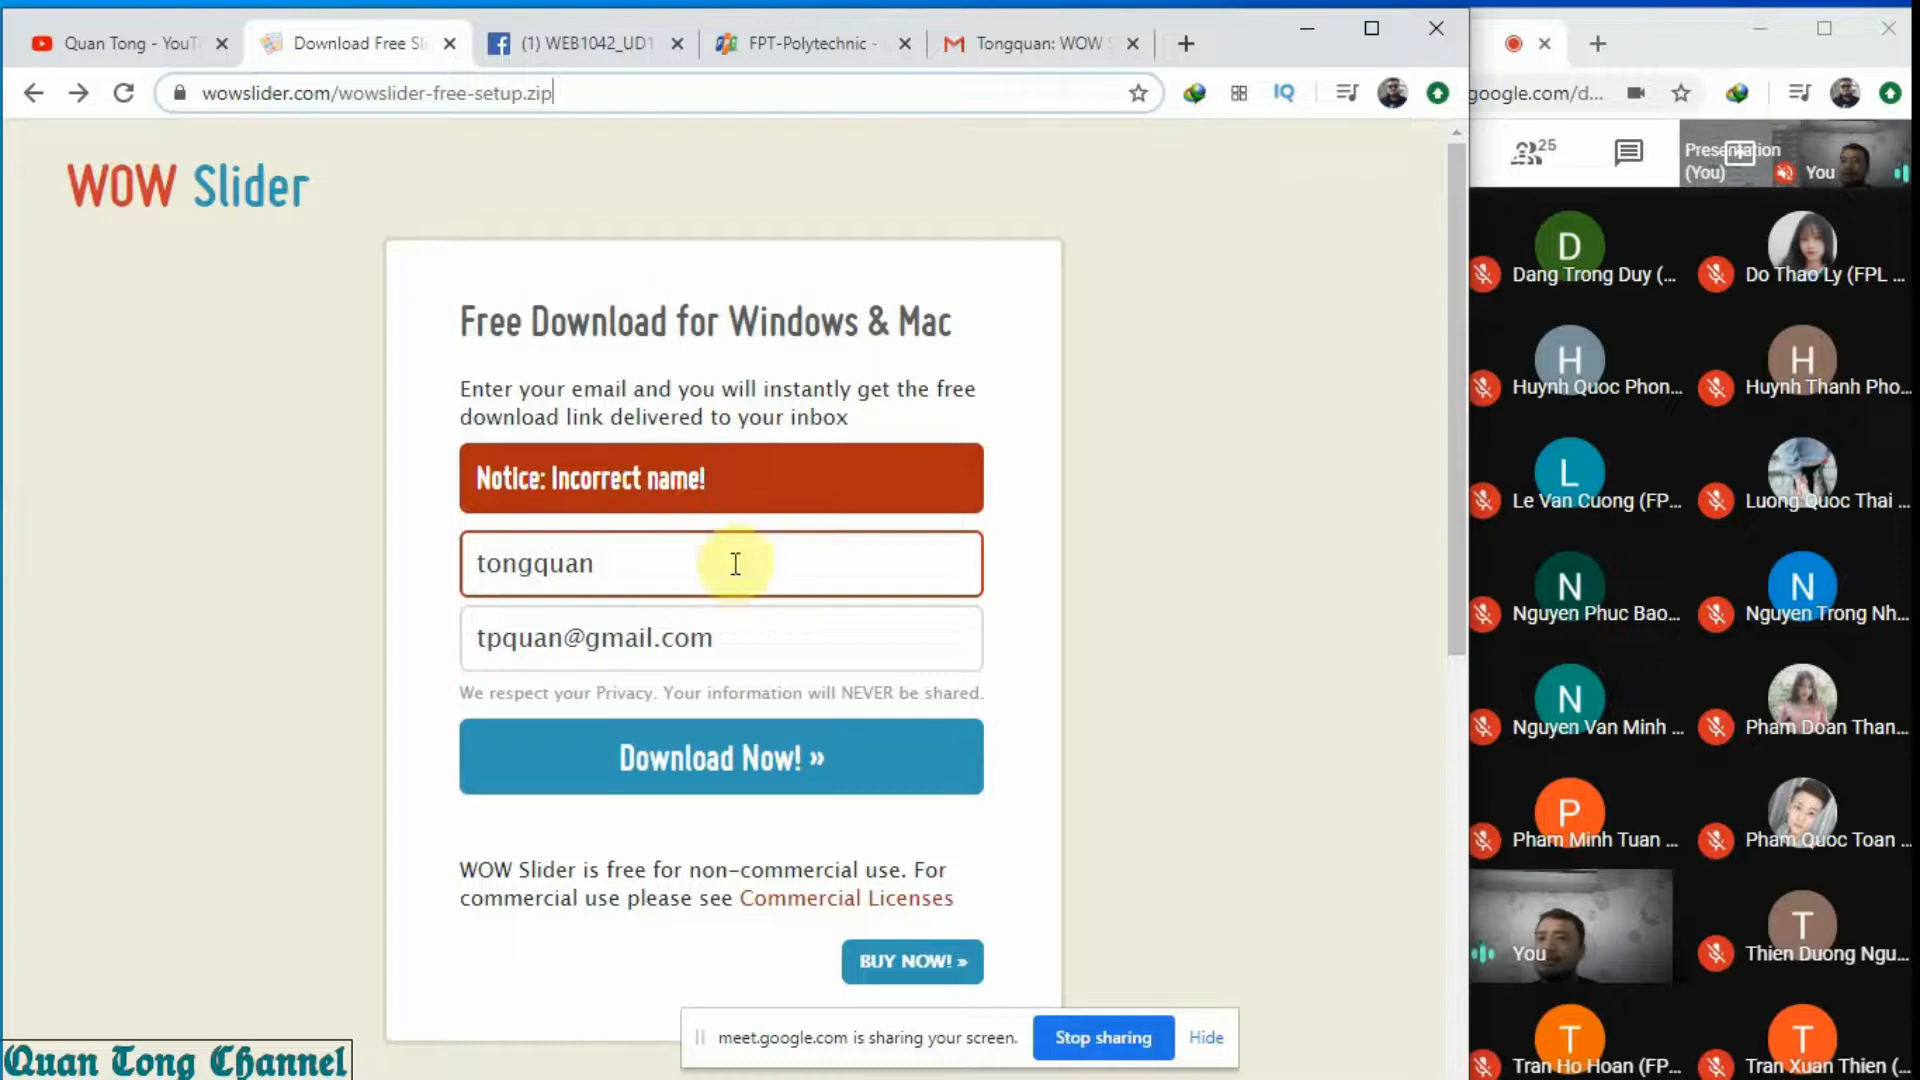 Quan Tong - YouT
Download Free Sli
(1) WEB1042_UD1
FPT-Polytechnic -
Tongquan: WOW S
wowslider.com/wowslider-free-setup.zip
IQ
google.com/d...
WOW Slider
Free Download for Windows & Mac
Enter your email and you will instantly get the free
download link delivered to your inbox
Notice: Incorrect name!
tongquan
tpquan@gmail.com
We respect your Privacy. Your information will NEVER be shared.
Download Now! »
WOW Slider is free for non-commercial use. For
commercial use please see Commercial Licenses
BUY NOW! »
meet.google.com is sharing your screen.
Stop sharing
Hide
Quan Tong Channel
25
Presentation
(You)
You
D
Dang Trong Duy (...
Do Thao Ly (FPL ...
H
Huynh Quoc Phon...
H
Huynh Thanh Pho...
L
Le Van Cuong (FP...
Luong Quoc Thai ...
N
Nguyen Phuc Bao...
N
Nguyen Trong Nh...
N
Nguyen Van Minh ...
Pham Doan Than...
P
Pham Minh Tuan ...
Pham Quoc Toan ...
You
T
Thien Duong Ngu...
T
Tran Ho Hoan (FP...
T
Tran Xuan Thien (...